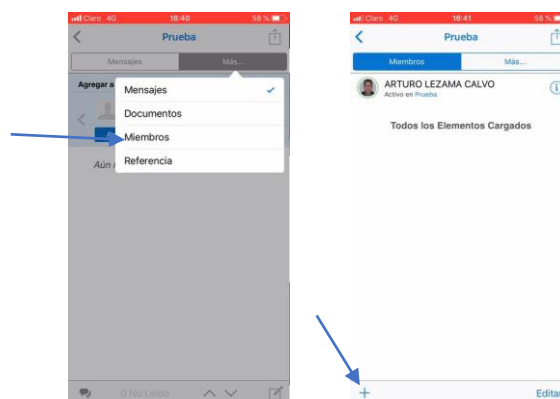 Claro 4G 18:40 58 %
Prueba
Mensajes Más...
Agregar a
Mensajes
Documentos
Miembros
Referencia
Aún
0 No Leído
Claro 4G 18:41 58 %
Prueba
Miembros Más...
ARTURO LEZAMA CALVO
Activo en Prueba
Todos los Elementos Cargados
Editar